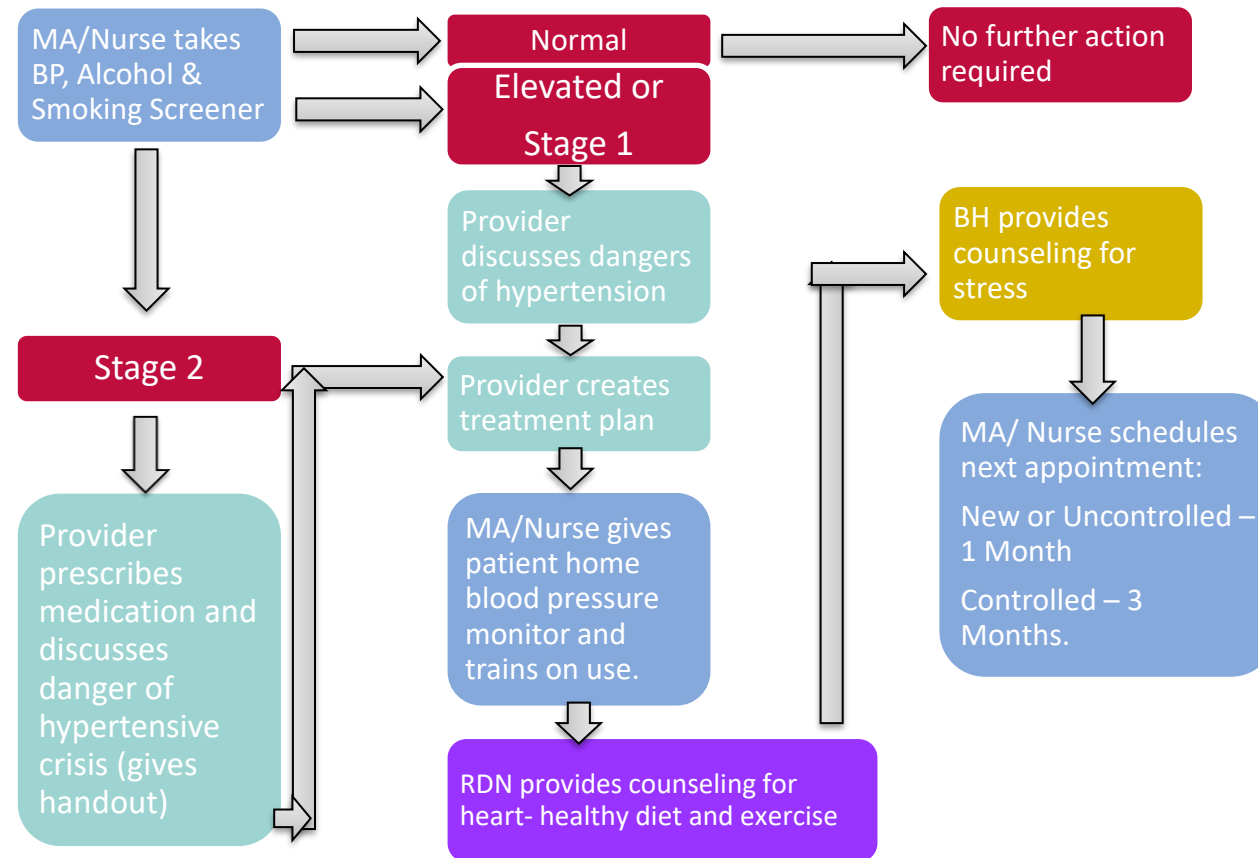 MA/Nurse takes
BP, Alcohol &
Smoking Screener
Normal
No further action
required
Elevated or
Stage 1
Provider
discusses dangers
of hypertension
BH provides
counseling for
stress
Stage 2
Provider creates
treatment plan
MA/ Nurse schedules
next appointment:
New or Uncontrolled –
1 Month
Controlled – 3
Months.
Provider
prescribes
medication and
discusses
danger of
hypertensive
crisis (gives
handout)
MA/Nurse gives
patient home
blood pressure
monitor and
trains on use.
RDN provides counseling for
heart- healthy diet and exercise